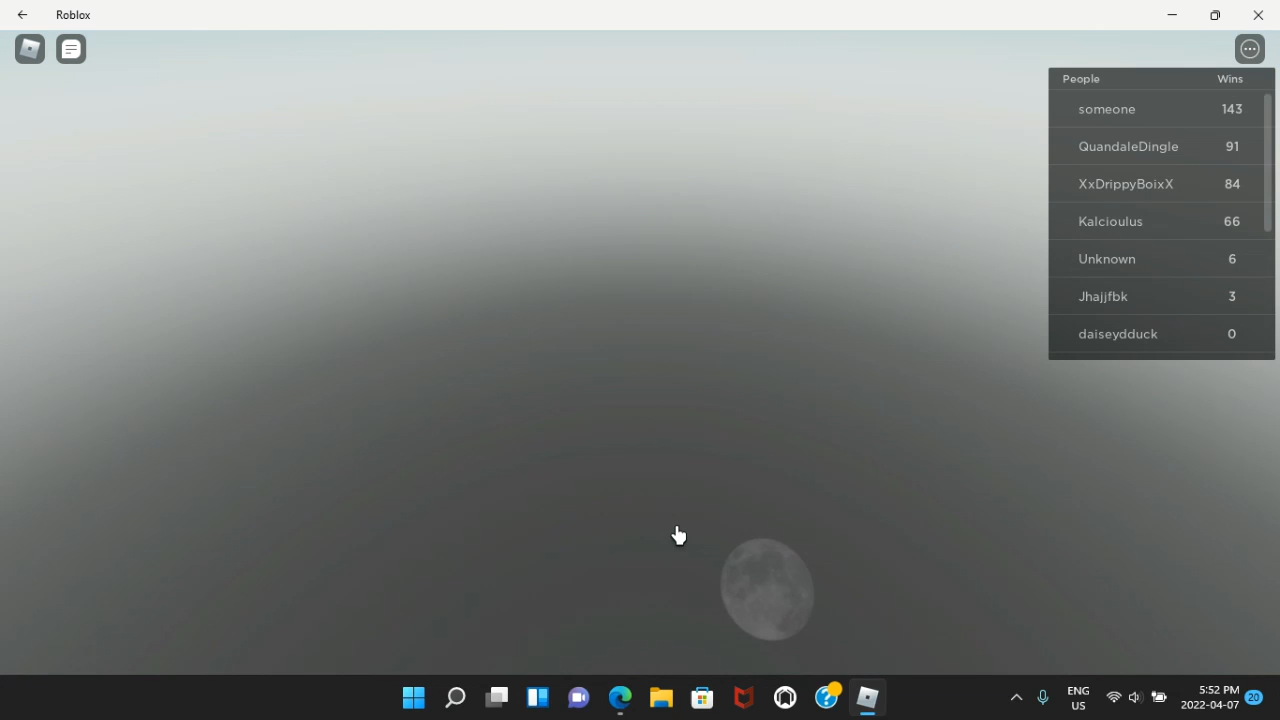 Roblox
People Wins
someone 143
QuandaleDingle 91
XxDrippyBoixX 84
Kalcioulus 66
Unknown 6
Jhajjfbk 3
daiseydduck 0
ENG
US
5:52 PM
2022-04-07
20